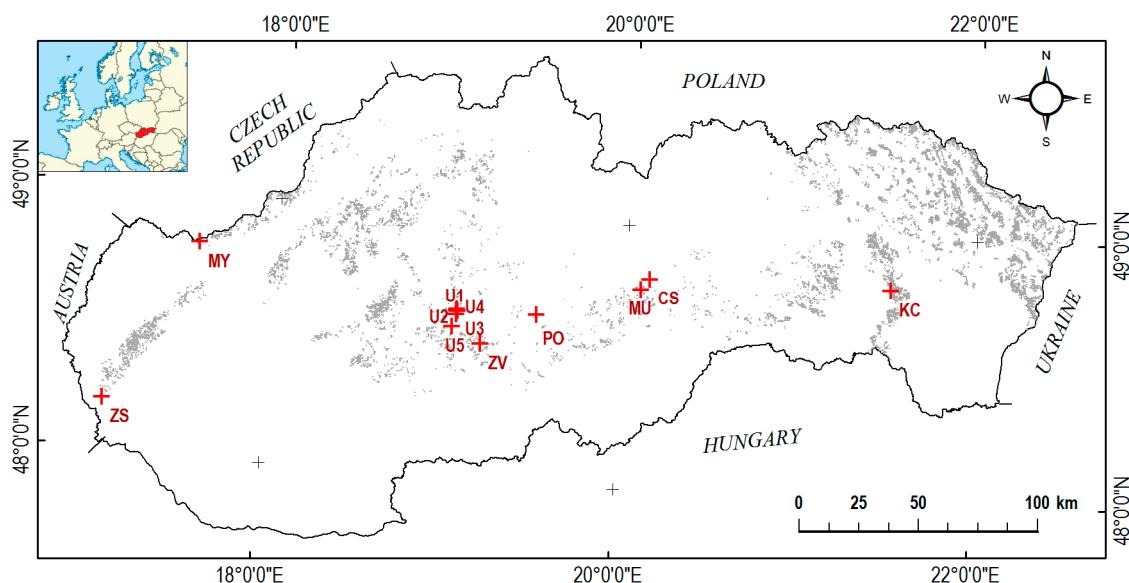 18°0'0"E 20°0'0"E 22°0'0"E
N
W E
S
POLAND
CZECH
REPUBLIC
49°0'0"N
49°0'0"N
AUSTRIA
MY
U1
U4
U2
U3
U5
ZV
PO
MU
CS
KC
UKRAINE
ZS
HUNGARY
48°0'0"N
48°0'0"N
0 25 50 100 km
18°0'0"E 20°0'0"E 22°0'0"E